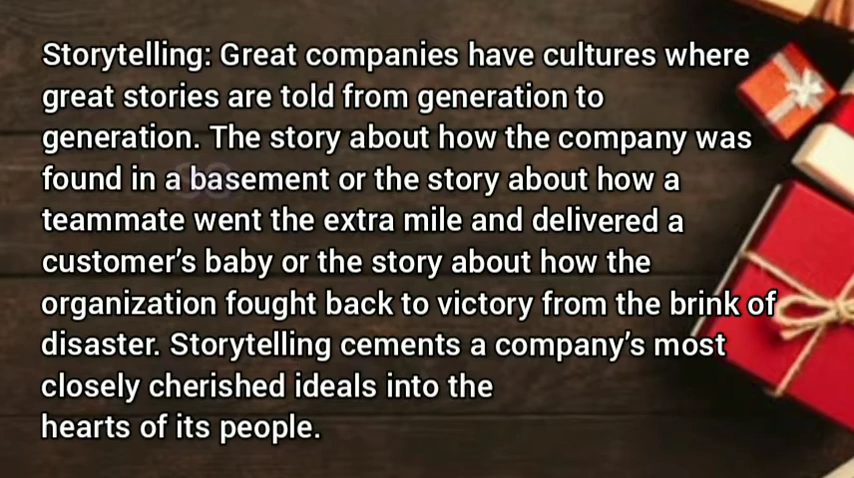 Storytelling: Great companies have cultures where
great stories are told from generation to
generation. The story about how the company was
found in a basement or the story about how a
teammate went the extra mile and delivered a
customer's baby or the story about how the
organization fought back to victory from the brink of
disaster. Storytelling cements a company's most
closely cherished ideals into the
hearts of its people.